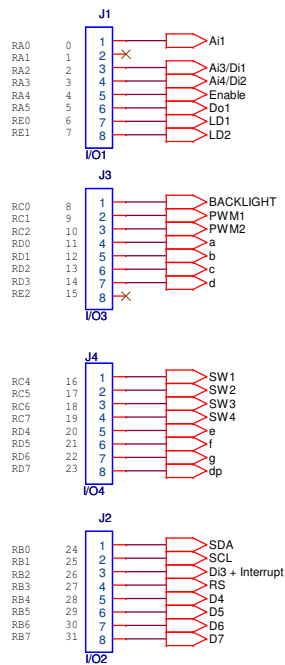 J1
RA0 0 1 Ai1
RA1 1 2
RA2 2 3 Ai3/Di1
RA3 3 4 Ai4/Di2
RA4 4 5 Enable
RA5 5 6 Do1
RE0 6 7 LD1
RE1 7 8 LD2
I/O1
J3
RC0 8 1 BACKLIGHT
RC1 9 2 PWM1
RC2 10 3 PWM2
RD0 11 4 a
RD1 12 5 b
RD2 13 6 c
RD3 14 7 d
RE2 15 8
I/O3
J4
RC4 16 1 SW1
RC5 17 2 SW2
RC6 18 3 SW3
RC7 19 4 SW4
RD4 20 5 e
RD5 21 6 f
RD6 22 7 g
RD7 23 8 dp
I/O4
J2
RB0 24 1 SDA
RB1 25 2 SCL
RB2 26 3 Di3 + Interrupt
RB3 27 4 RS
RB4 28 5 D4
RB5 29 6 D5
RB6 30 7 D6
RB7 31 8 D7
I/O2